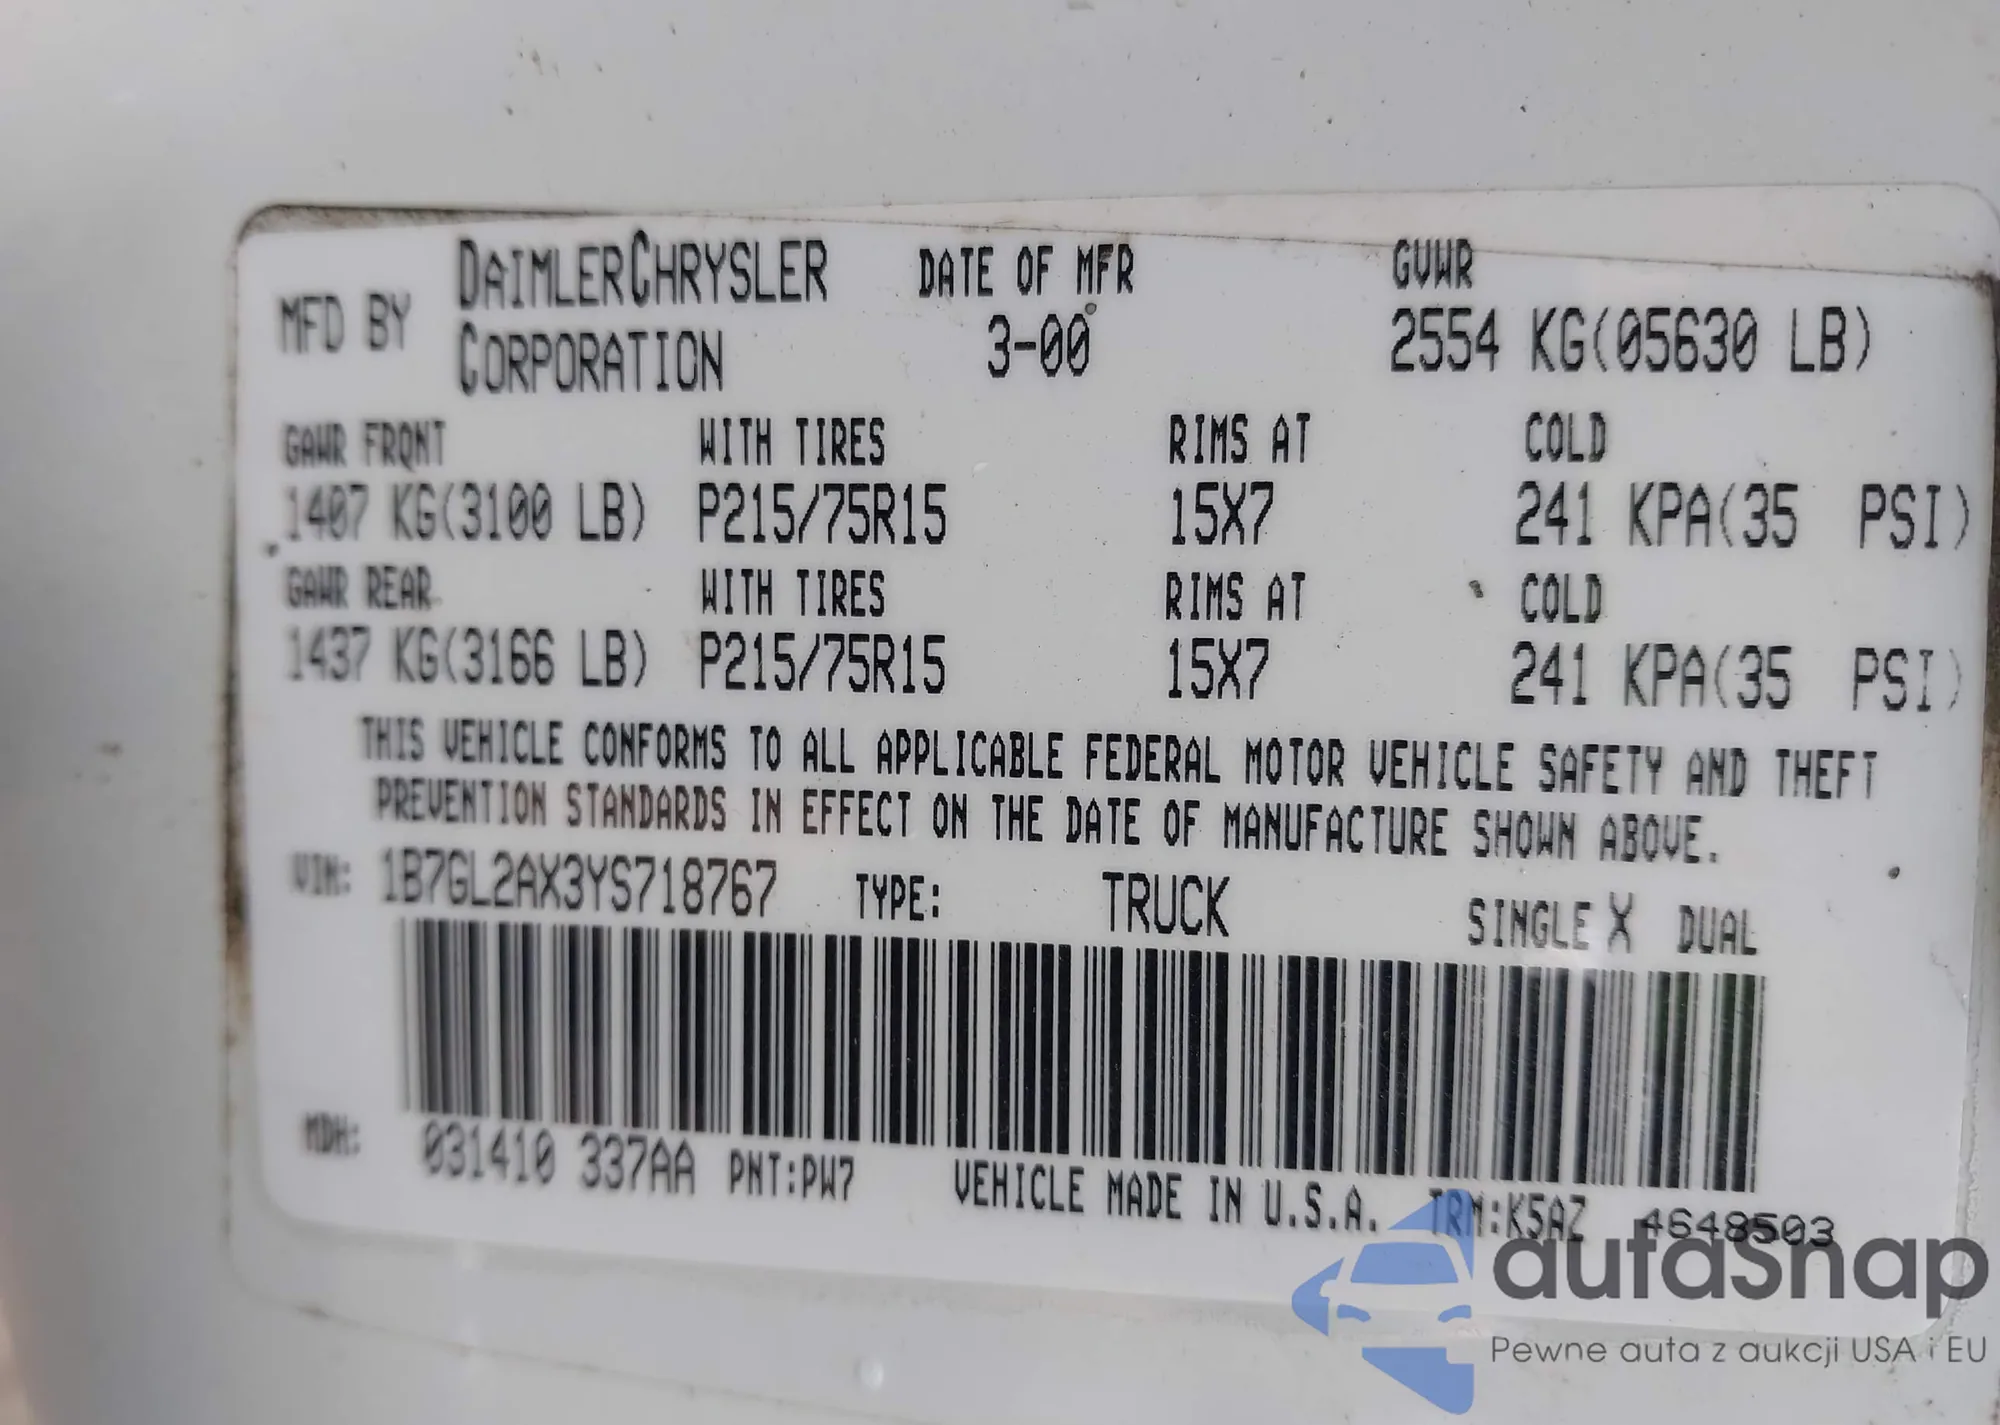 MFD BY DAIMLERCHRYSLER CORPORATION DATE OF MFR 3-00 GVWR 2554 KG(05630 LB)
GAWR FRONT WITH TIRES RIMS AT COLD
1407 KG(3100 LB) P215/75R15 15X7 241 KPA(35 PSI)
GAWR REAR WITH TIRES RIMS AT COLD
1437 KG(3166 LB) P215/75R15 15X7 241 KPA(35 PSI)
THIS VEHICLE CONFORMS TO ALL APPLICABLE FEDERAL MOTOR VEHICLE SAFETY AND THEFT
PREVENTION STANDARDS IN EFFECT ON THE DATE OF MANUFACTURE SHOWN ABOVE.
VIN: 1B7GL2AX3YS718767 TYPE: TRUCK SINGLE X DUAL
MDH: 031410 337AA PNT:PW7 VEHICLE MADE IN U.S.A. TRM:K5AZ 4648503
autaSnap
Pewne auta z aukcji USA i EU